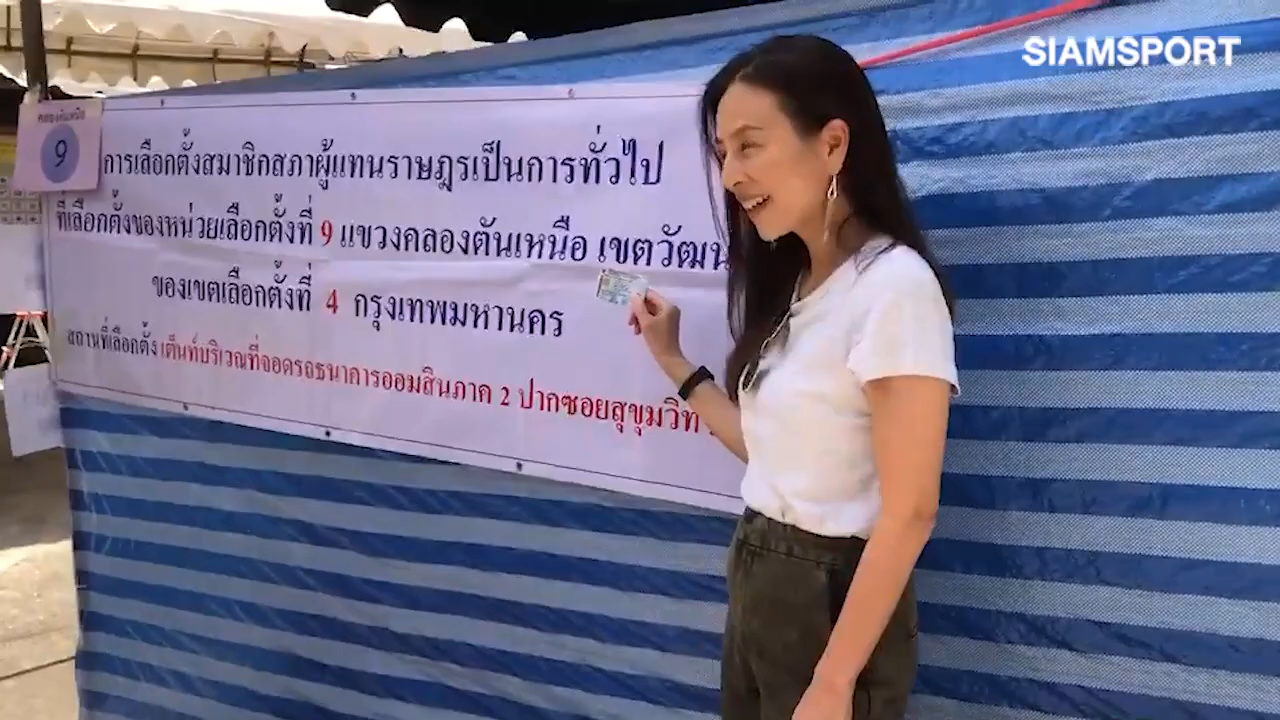 SIAMSPORT
9
การเลือกตั้งสมาชิกสภาผู้แทนราษฎรเป็นการทั่วไป
ที่เลือกตั้งของหน่วยเลือกตั้งที่ 9 แขวงคลองตันเหนือ เขตวัฒน
ของเขตเลือกตั้งที่ 4 กรุงเทพมหานคร
สถานที่เลือกตั้ง เต็นท์บริเวณที่จอดรถธนาคารออมสินภาค 2 ปากซอยสุขุมวิท